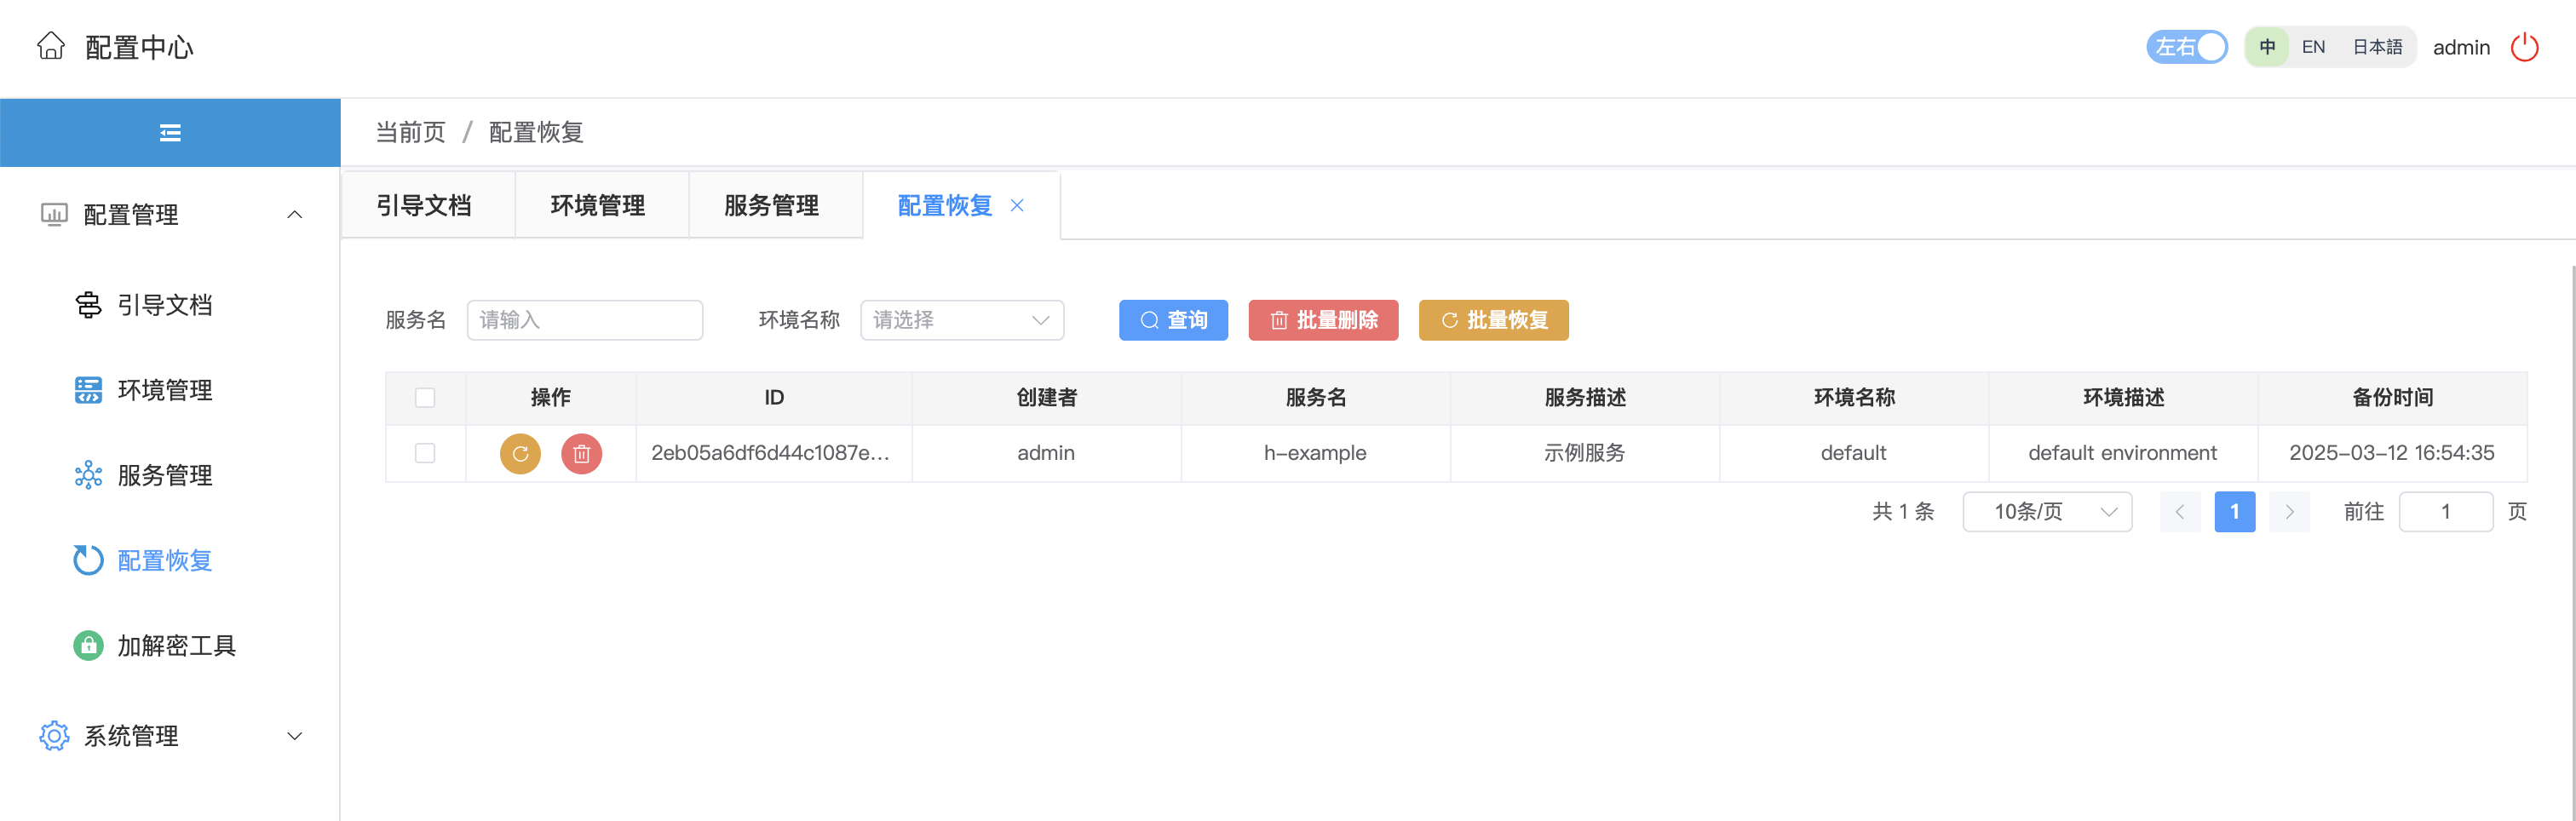 配置中心
左右 中 EN 日本語 admin
当前页 / 配置恢复
引导文档 环境管理 服务管理 配置恢复
配置管理
引导文档
环境管理
服务管理
配置恢复
加解密工具
系统管理
服务名 请输入 环境名称 请选择 查询 批量删除 批量恢复
操作 ID 创建者 服务名 服务描述 环境名称 环境描述 备份时间
2eb05a6df6d44c1087e... admin h-example 示例服务 default default environment 2025-03-12 16:54:35
共 1 条 10条/页 1 前往 1 页